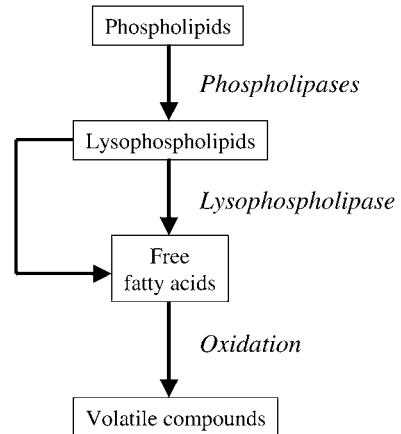 Phospholipids
Phospholipases
Lysophospholipids
Lysophospholipase
Free
fatty acids
Oxidation
Volatile compounds